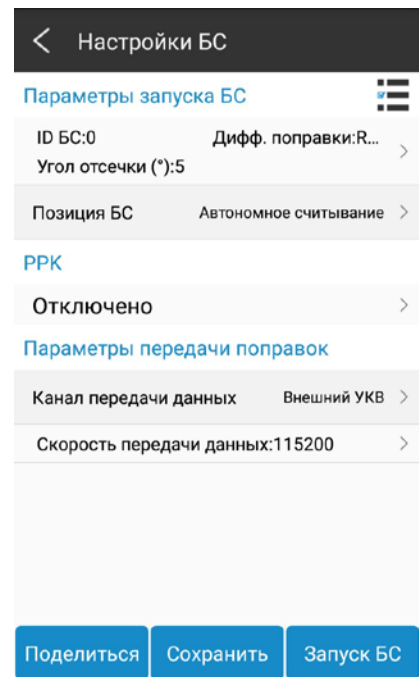 Настройки БС
Параметры запуска БС
ID БС:0 Дифф. поправки:R...
Угол отсечки (°):5
Позиция БС Автономное считывание
PPK
Отключено
Параметры передачи поправок
Канал передачи данных Внешний УКВ
Скорость передачи данных:115200
Поделиться Сохранить Запуск БС